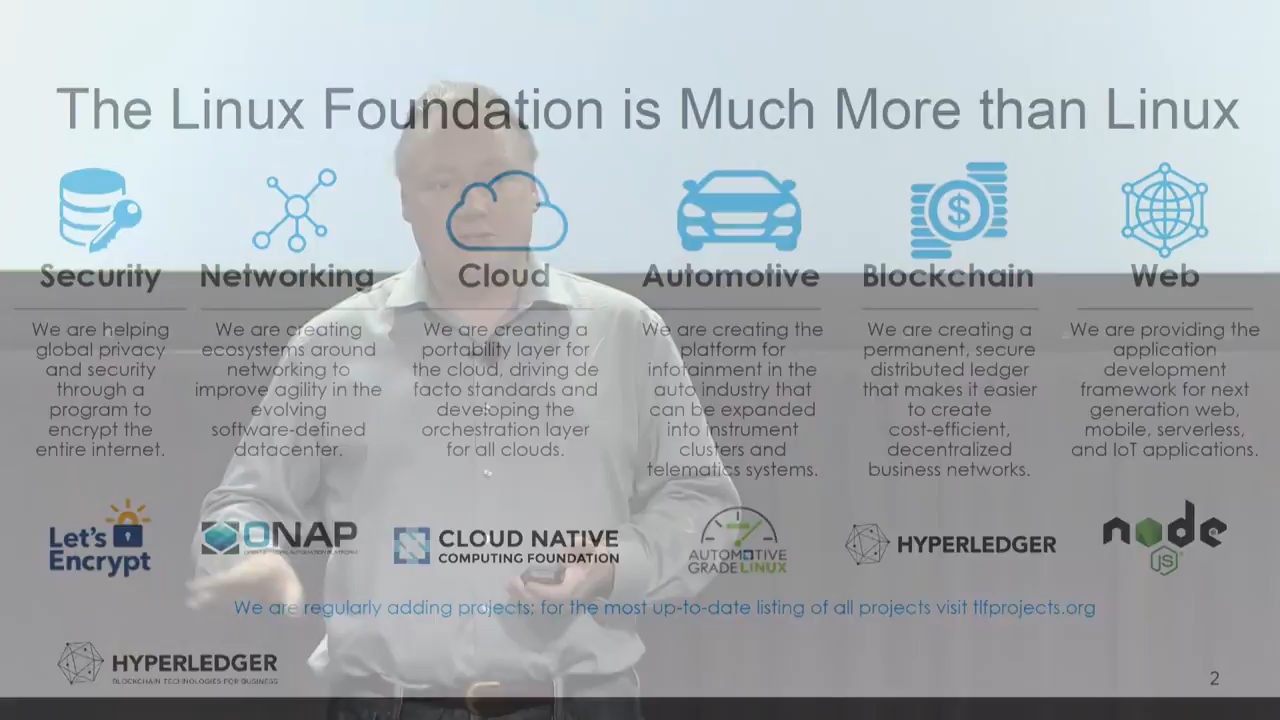 The Linux Foundation is Much More than Linux
Security
We are helping
global privacy
and security
through a
program to
encrypt the
entire internet.
Let's
Encrypt
Networking
We are creating
ecosystems around
networking to
improve agility in the
evolving
software-defined
datacenter.
ONAP
Cloud
We are creating a
portability layer for
the cloud, driving de
facto standards and
developing the
orchestration layer
for all clouds.
CLOUD NATIVE
COMPUTING FOUNDATION
Automotive
We are creating the
platform for
infotainment in the
auto industry that
can be expanded
into instrument
clusters and
telematics systems.
AUTOMOTIVE
GRADELINUX
Blockchain
We are creating a
permanent, secure
distributed ledger
that makes it easier
to create
cost-efficient,
decentralized
business networks.
HYPERLEDGER
Web
We are providing the
application
development
framework for next
generation web,
mobile, serverless,
and IoT applications.
node
JS
We are regularly adding projects; for the most up-to-date listing of all projects visit tlfprojects.org
HYPERLEDGER
BLOCKCHAIN TECHNOLOGIES FOR BUSINESS
2